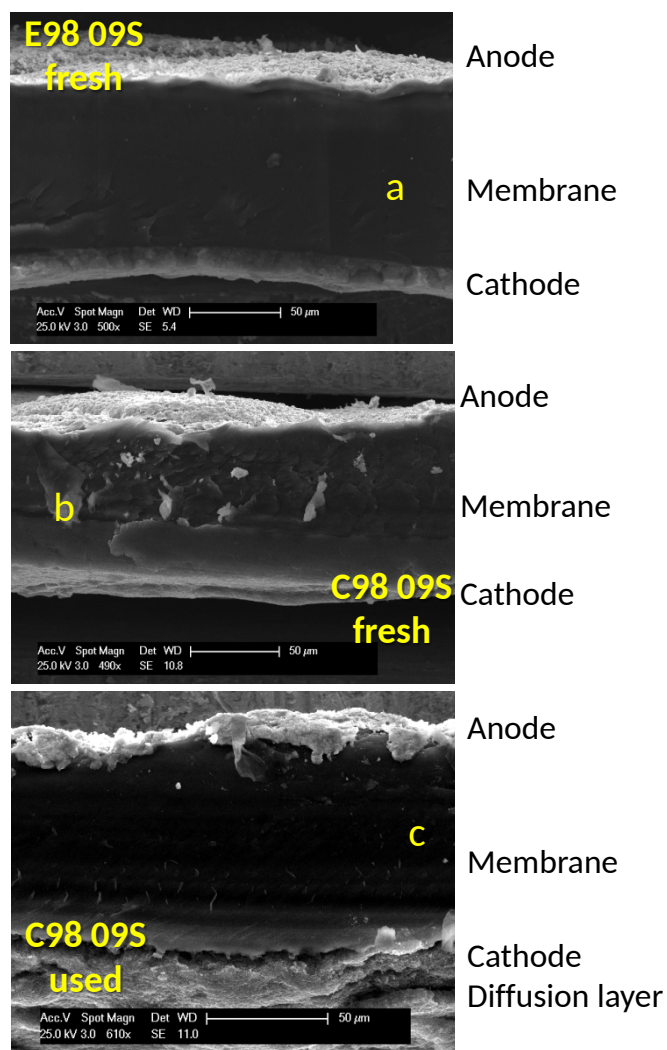 E98 09S
fresh
Anode
a
Membrane
Cathode
Acc.V Spot Magn Det WD 50 µm
25.0 kV 3.0 500x SE 5.4
Anode
b
Membrane
C98 09S
fresh
Cathode
Acc.V Spot Magn Det WD 50 µm
25.0 kV 3.0 490x SE 10.8
Anode
c
Membrane
C98 09S
used
Cathode
Diffusion layer
Acc.V Spot Magn Det WD 50 µm
25.0 kV 3.0 610x SE 11.0